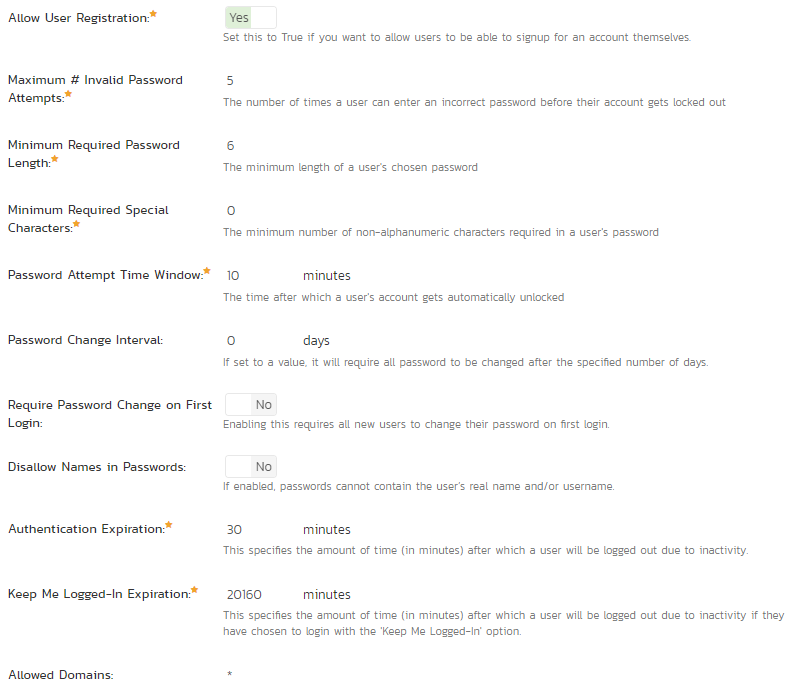 Allow User Registration:* Yes
Set this to True if you want to allow users to be able to signup for an account themselves.
Maximum # Invalid Password
Attempts:* 5
The number of times a user can enter an incorrect password before their account gets locked out
Minimum Required Password
Length:* 6
The minimum length of a user's chosen password
Minimum Required Special
Characters:* 0
The minimum number of non-alphanumeric characters required in a user's password
Password Attempt Time Window:* 10 minutes
The time after which a user's account gets automatically unlocked
Password Change Interval: 0 days
If set to a value, it will require all password to be changed after the specified number of days.
Require Password Change on First
Login: No
Enabling this requires all new users to change their password on first login.
Disallow Names in Passwords: No
If enabled, passwords cannot contain the user's real name and/or username.
Authentication Expiration:* 30 minutes
This specifies the amount of time (in minutes) after which a user will be logged out due to inactivity.
Keep Me Logged-In Expiration:* 20160 minutes
This specifies the amount of time (in minutes) after which a user will be logged out due to inactivity if they
have chosen to login with the 'Keep Me Logged-In' option.
Allowed Domains: *